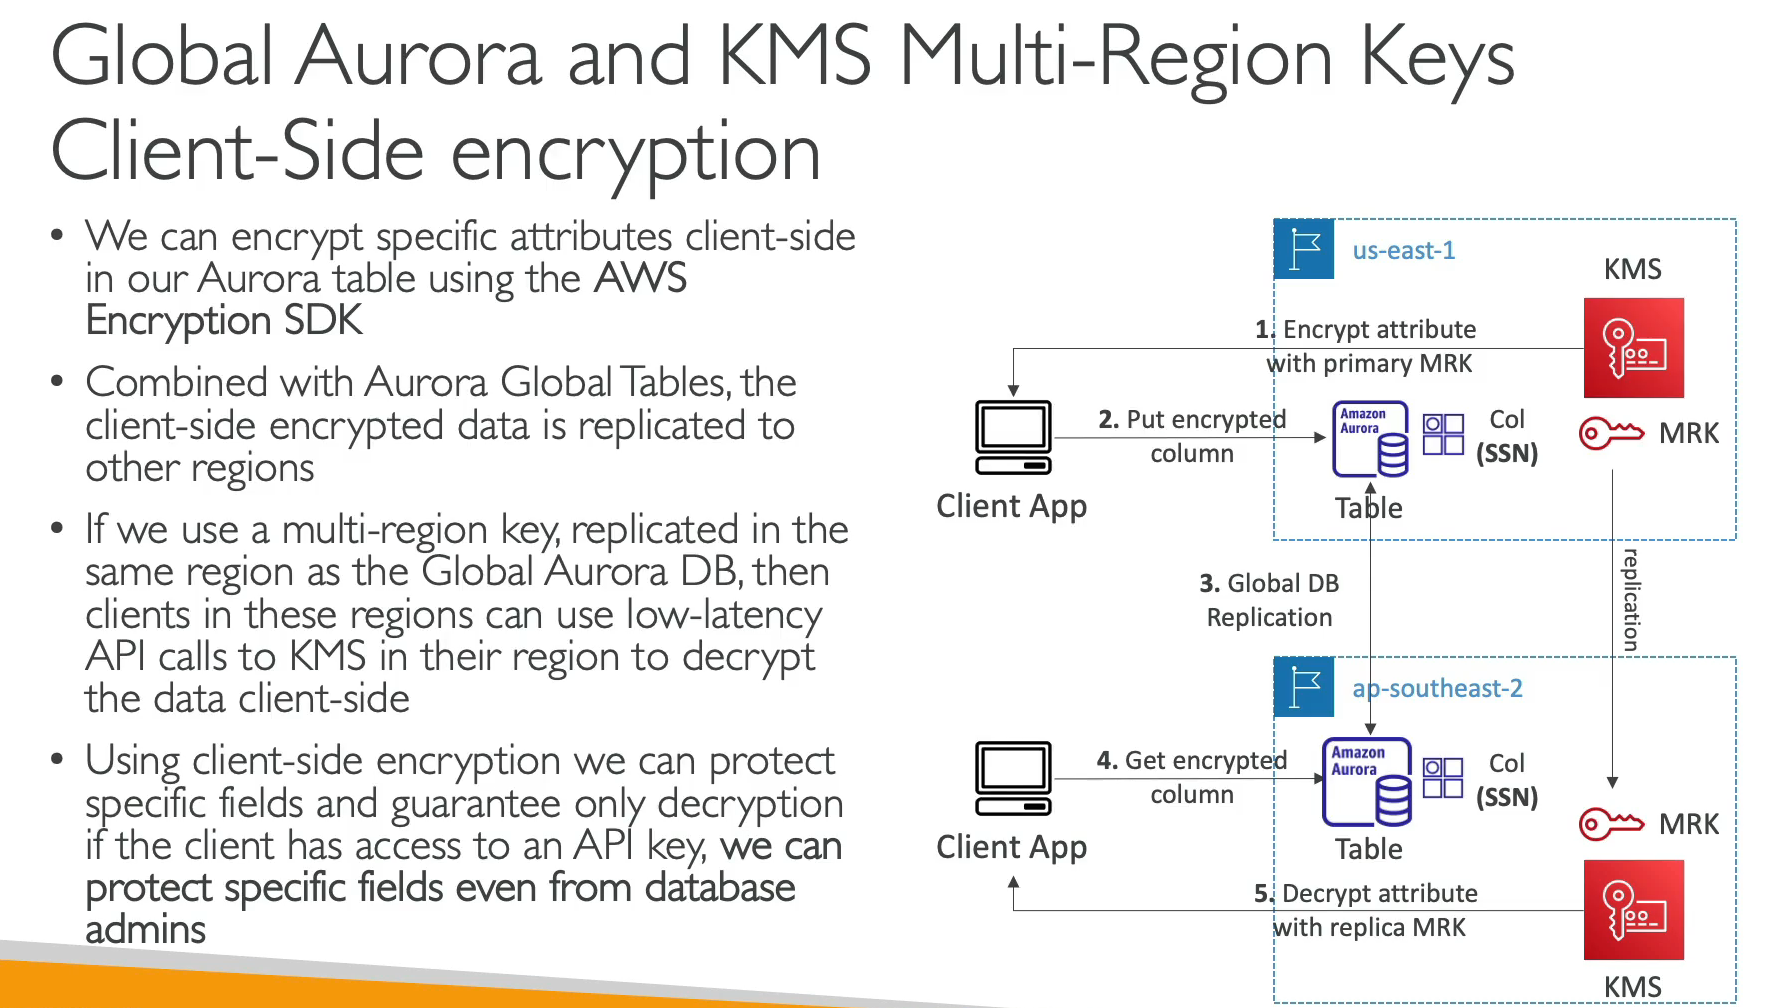 Global Aurora and KMS Multi-Region Keys
Client-Side encryption
• We can encrypt specific attributes client-side
in our Aurora table using the AWS
Encryption SDK
• Combined with Aurora Global Tables, the
client-side encrypted data is replicated to
other regions
• If we use a multi-region key, replicated in the
same region as the Global Aurora DB, then
clients in these regions can use low-latency
API calls to KMS in their region to decrypt
the data client-side
• Using client-side encryption we can protect
specific fields and guarantee only decryption
if the client has access to an API key, we can
protect specific fields even from database
admins
us-east-1
KMS
1. Encrypt attribute
with primary MRK
Client App
2. Put encrypted
column
Amazon
Aurora
Table
Col
(SSN)
MRK
3. Global DB
Replication
replication
ap-southeast-2
Client App
4. Get encrypted
column
Amazon
Aurora
Table
Col
(SSN)
MRK
5. Decrypt attribute
with replica MRK
KMS